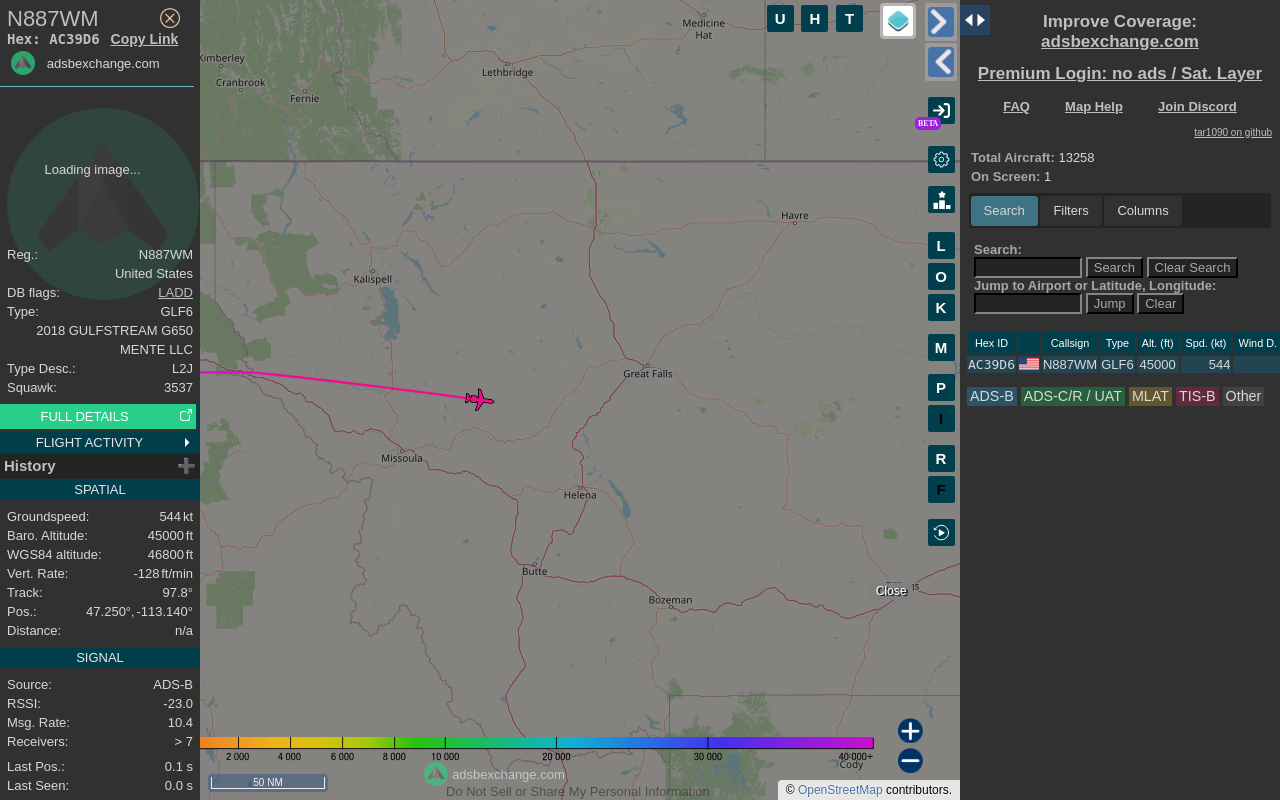 N887WM
Hex: AC39D6 Copy Link
adsbexchange.com
Loading image...
Reg.: N887WM
United States
DB flags: LADD
Type: GLF6
2018 GULFSTREAM G650
MENTE LLC
Type Desc.: L2J
Squawk: 3537
FULL DETAILS
FLIGHT ACTIVITY
History
SPATIAL
Groundspeed: 544 kt
Baro. Altitude: 45000 ft
WGS84 altitude: 46800 ft
Vert. Rate: -128 ft/min
Track: 97.8°
Pos.: 47.250°, -113.140°
Distance: n/a
SIGNAL
Source: ADS-B
RSSI: -23.0
Msg. Rate: 10.4
Receivers: > 7
Last Pos.: 0.1 s
Last Seen: 0.0 s
Medicine
Hat
Kimberley
Lethbridge
Cranbrook
Fernie
Havre
Kalispell
Great Falls
Missoula
Helena
Butte
Bozeman
Close
Cody
2 000 4 000 6 000 8 000 10 000 20 000 30 000 40 000+
adsbexchange.com
50 NM
Do Not Sell or Share My Personal Information
© OpenStreetMap contributors.
U H T
BETA
L
O
K
M
P
I
R
F
Improve Coverage:
adsbexchange.com
Premium Login: no ads / Sat. Layer
FAQ Map Help Join Discord
tar1090 on github
Total Aircraft: 13258
On Screen: 1
Search Filters Columns
Search:
Search Clear Search
Jump to Airport or Latitude, Longitude:
Jump Clear
Hex ID Callsign Type Alt. (ft) Spd. (kt) Wind D.
AC39D6 N887WM GLF6 45000 544
ADS-B ADS-C/R / UAT MLAT TIS-B Other